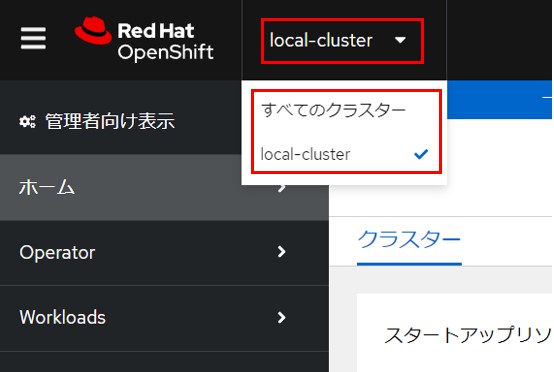 Red Hat
OpenShift
local-cluster
すべてのクラスター
local-cluster
管理者向け表示
ホーム
Operator
Workloads
クラスター
スタートアップリソ